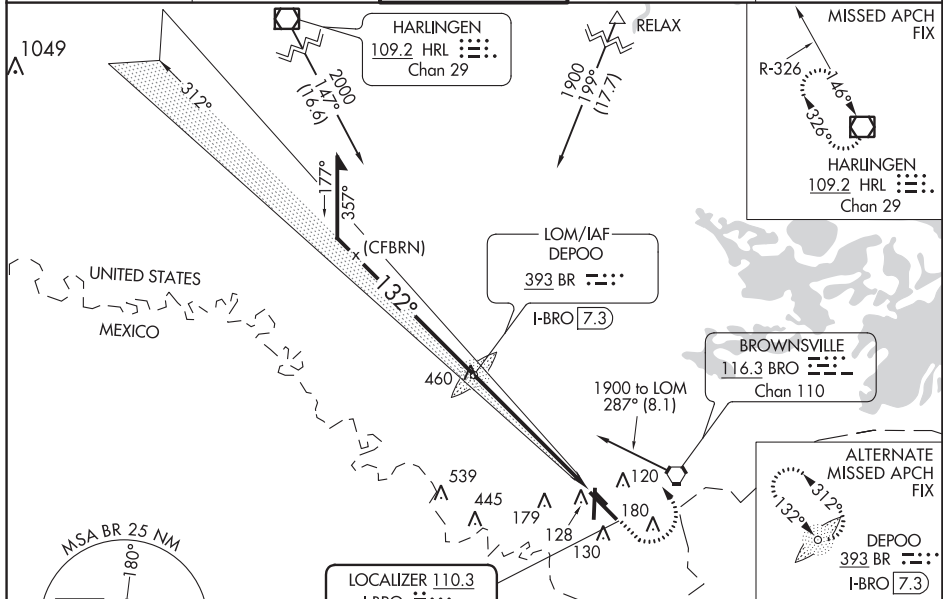 1049
HARLINGEN
109.2 HRL
Chan 29
RELAX
MISSED APCH
FIX
R-326
146°
326°
HARLINGEN
109.2 HRL
Chan 29
312°
2000
147°
(16.6)
1900
199°
(17.7)
177°
357°
(CFBRN)
132°
LOM/IAF
DEPOO
393 BR
I-BRO 7.3
UNITED STATES
MEXICO
460
BROWNSVILLE
116.3 BRO
Chan 110
1900 to LOM
287° (8.1)
120
539
445
179
128
130
180
ALTERNATE
MISSED APCH
FIX
312°
132°
DEPOO
393 BR
I-BRO 7.3
MSA BR 25 NM
180°
LOCALIZER 110.3
I-BRO